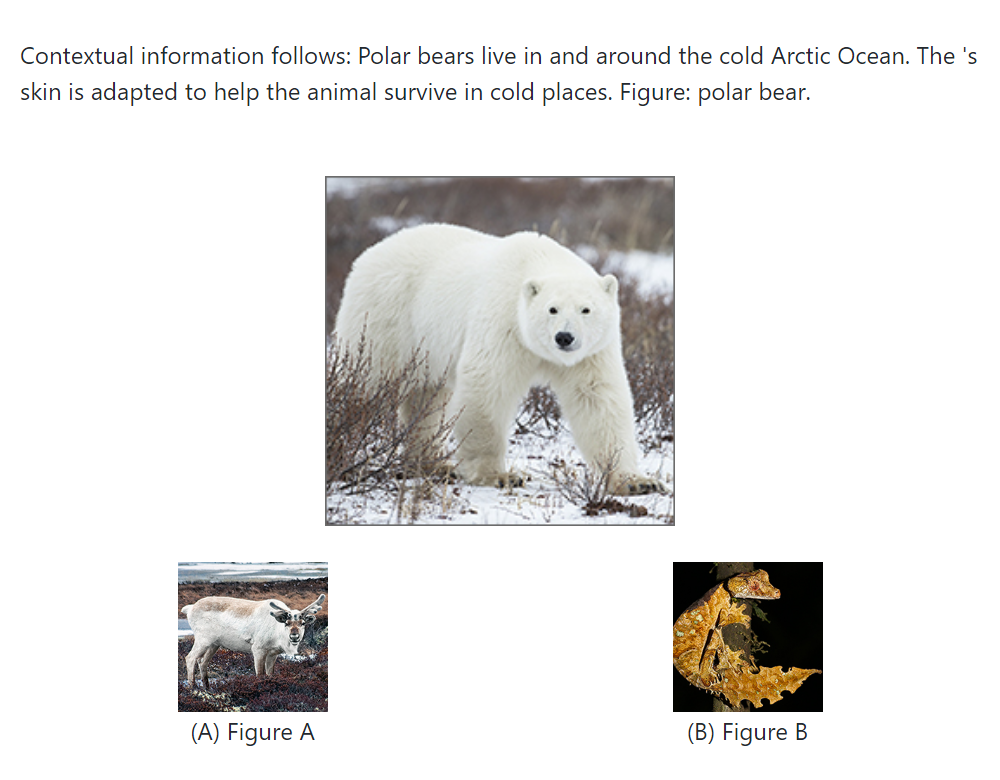 Contextual information follows: Polar bears live in and around the cold Arctic Ocean. The 's
skin is adapted to help the animal survive in cold places. Figure: polar bear.
(A) Figure A
(B) Figure B